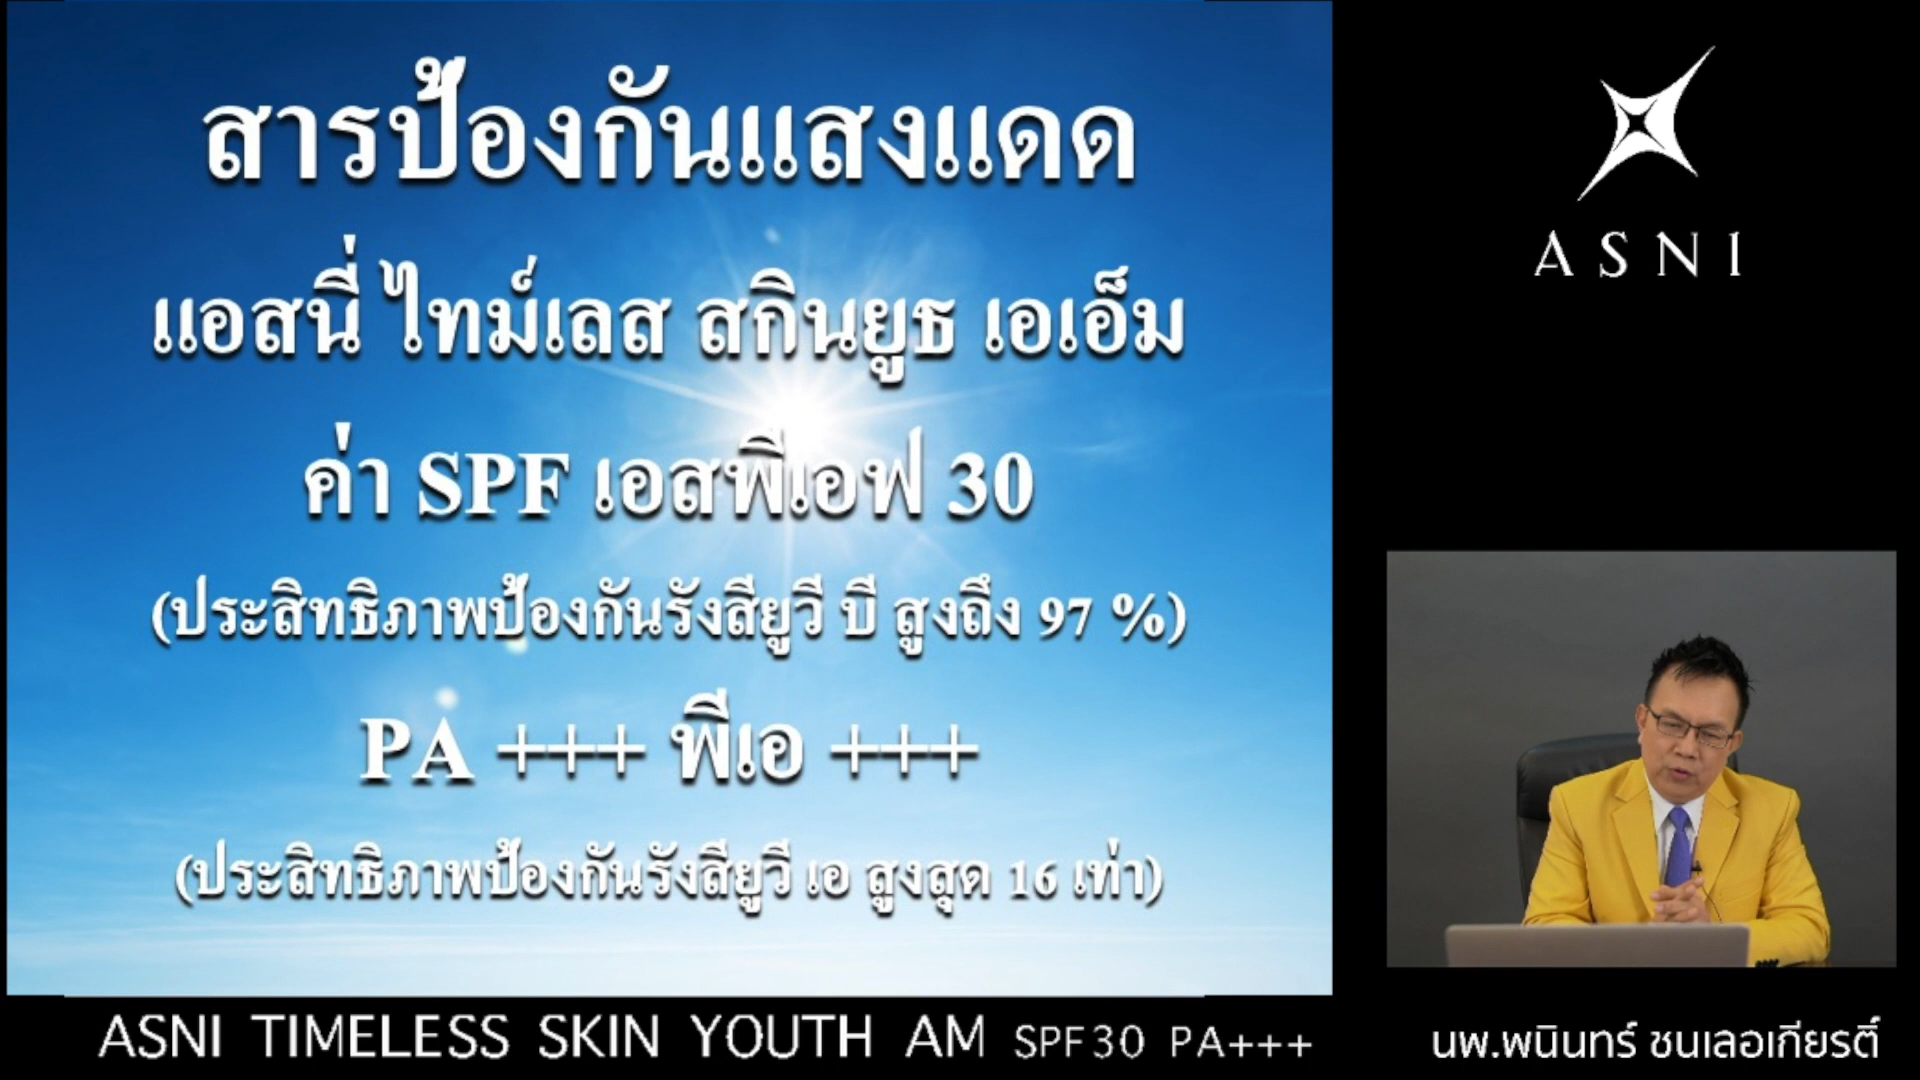 สารป้องกันแสงแดด
แอสนี่ ไทม์เลส สกินยูธ เอเอ็ม
ค่า SPF เอสพีเอฟ 30
(ประสิทธิภาพป้องกันรังสียูวี บี สูงถึง 97 %)
PA +++ พีเอ +++
(ประสิทธิภาพป้องกันรังสียูวี เอ สูงสุด 16 เท่า)
ASNI TIMELESS SKIN YOUTH AM SPF30 PA+++
ASNI
นพ.พนินทร์ ชนเลอเกียรติ์